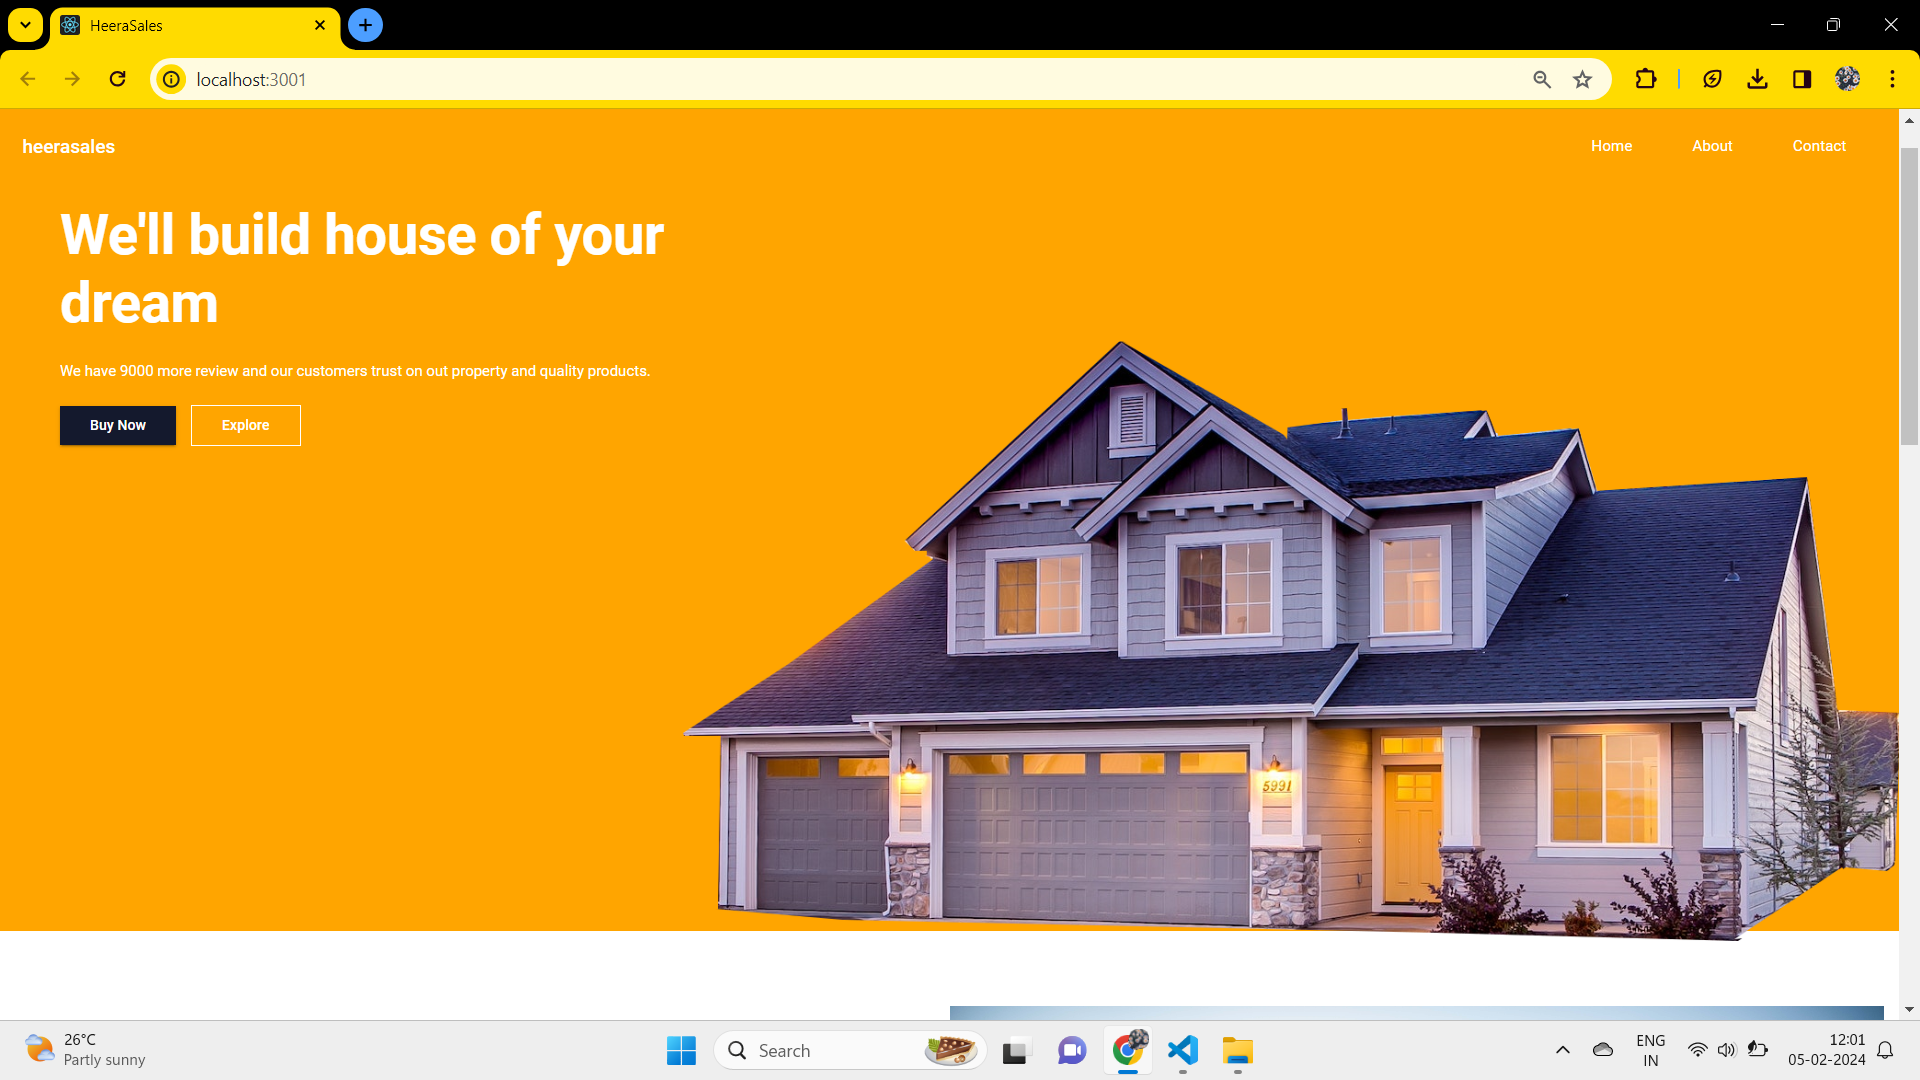 HeeraSales
localhost:3001
heerasales
Home About Contact
We'll build house of your
dream
We have 9000 more review and our customers trust on out property and quality products.
Buy Now Explore
5991
26°C
Partly sunny
Search
ENG
IN
12:01
05-02-2024